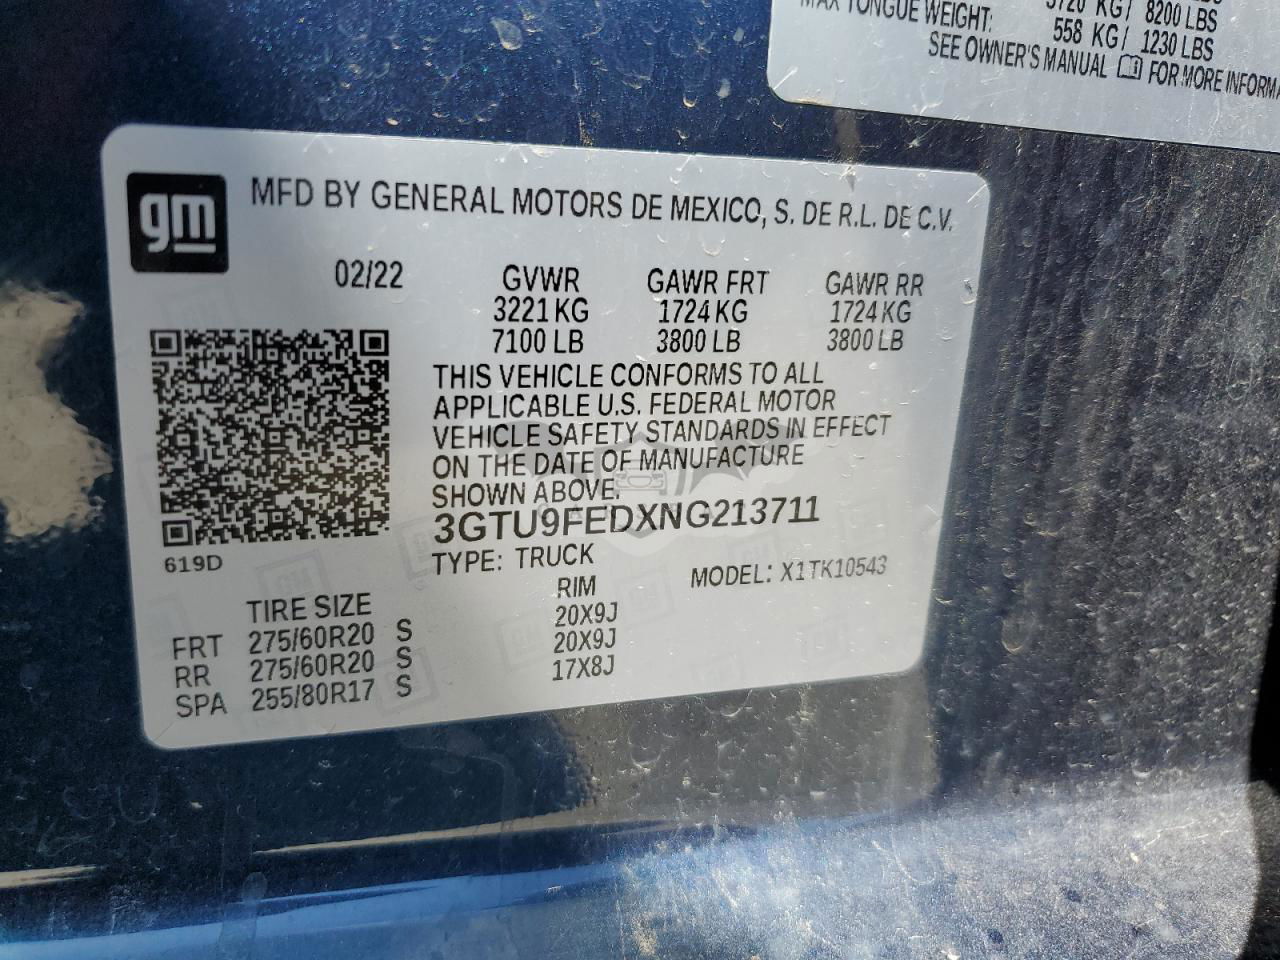 3720 KG/ 8200 LBS
MAX TONGUE WEIGHT: 558 KG/ 1230 LBS
SEE OWNER'S MANUAL FOR MORE
gm
MFD BY GENERAL MOTORS DE MEXICO, S. DE R.L. DE C.V.
02/22 GVWR GAWR FRT GAWR RR
3221 KG 1724 KG 1724 KG
7100 LB 3800 LB 3800 LB
THIS VEHICLE CONFORMS TO ALL
APPLICABLE U.S. FEDERAL MOTOR
VEHICLE SAFETY STANDARDS IN EFFECT
ON THE DATE OF MANUFACTURE
SHOWN ABOVE.
3GTU9FEDXNG213711
619D
TYPE: TRUCK MODEL: X1TK10543
TIRE SIZE RIM
FRT 275/60R20 S 20X9J
RR 275/60R20 S 20X9J
SPA 255/80R17 S 17X8J